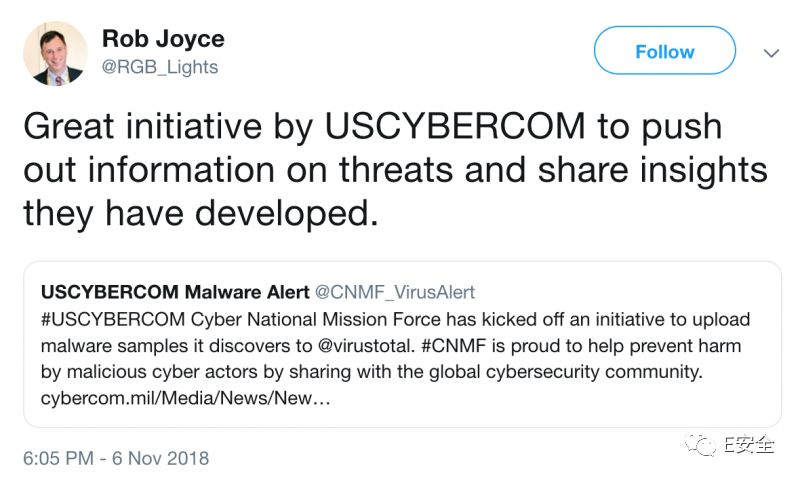 Rob Joyce
@RGB_Lights
Follow
Great initiative by USCYBERCOM to push
out information on threats and share insights
they have developed.
USCYBERCOM Malware Alert @CNMF_VirusAlert
#USCYBERCOM Cyber National Mission Force has kicked off an initiative to upload
malware samples it discovers to @virustotal. #CNMF is proud to help prevent harm
by malicious cyber actors by sharing with the global cybersecurity community.
cybercom.mil/Media/News/New…
E安全
6:05 PM - 6 Nov 2018